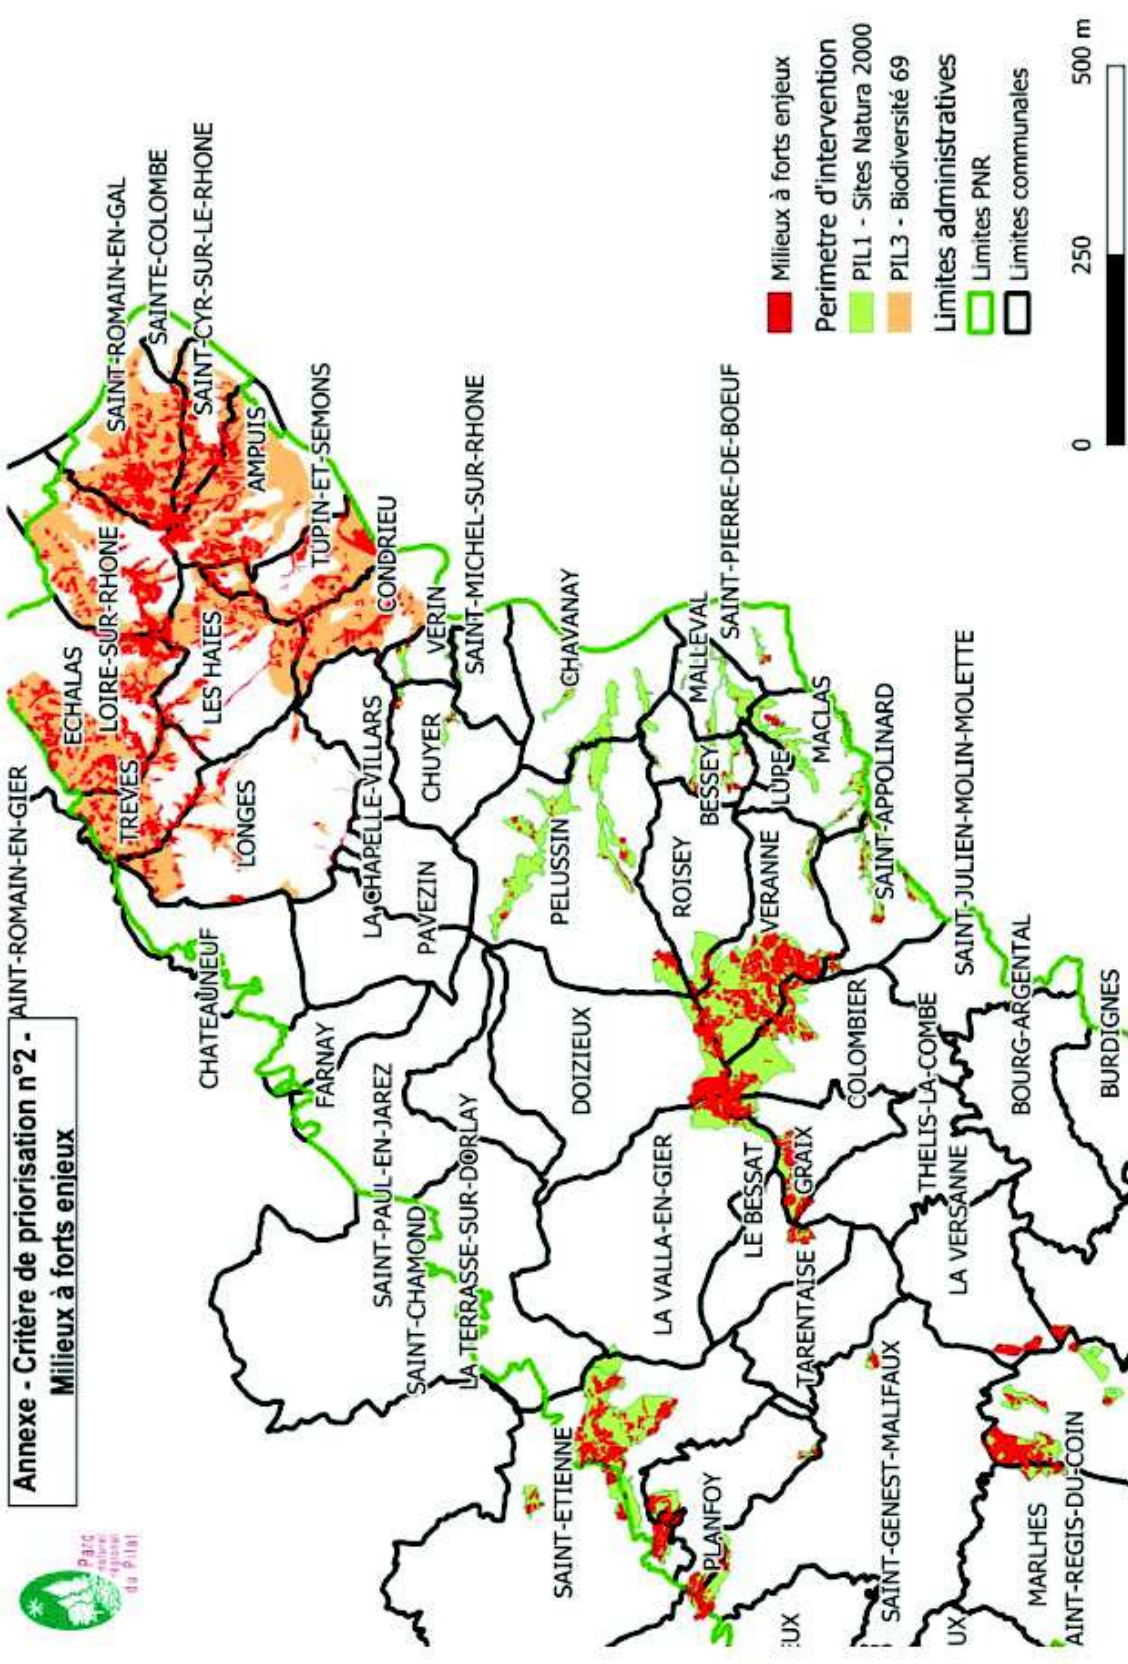 Annexe - Critère de priorisation n°2 -
Milieux à forts enjeux
Parc
naturel
régional
du Pilat
AINT-ROMAIN-EN-GIER
ECHALAS
LOIRE-SUR-RHONE
SAINT-ROMAIN-EN-GAL
SAINTE-COLOMBE
SAINT-CYR-SUR-LE-RHONE
TREVES
LES HAIES
AMPUIS
TUPIN-ET-SEMONS
CHATEAUNEUF
LONGES
CONDRIEU
FARNAY
LA CHAPELLE-VILLARS
VERIN
SAINT-MICHEL-SUR-RHONE
SAINT-PAUL-EN-JAREZ
PAVEZIN
CHUYER
SAINT-CHAMOND
LA TERRASSE-SUR-DORLAY
CHAVANAY
SAINT-ETIENNE
DOIZIEUX
PELUSSIN
LA VALLA-EN-GIER
ROISEY
BESSEY
MALLEVAL
SAINT-PIERRE-DE-BOEUF
PLANFOY
LE BESSAT
VERANNE
LUPE
MACLAS
TARENTAISE
GRAIX
COLOMBIER
SAINT-APPOLINARD
EUX
SAINT-GENEST-MALIFAUX
THELIS-LA-COMBE
LA VERSANNE
SAINT-JULIEN-MOLIN-MOLETTE
UX
MARLHES
BOURG-ARGENTAL
AINT-REGIS-DU-COIN
BURDIGNES
Milieux à forts enjeux
Perimetre d'intervention
PIL1 - Sites Natura 2000
PIL3 - Biodiversité 69
Limites administratives
Limites PNR
Limites communales
0 250 500 m